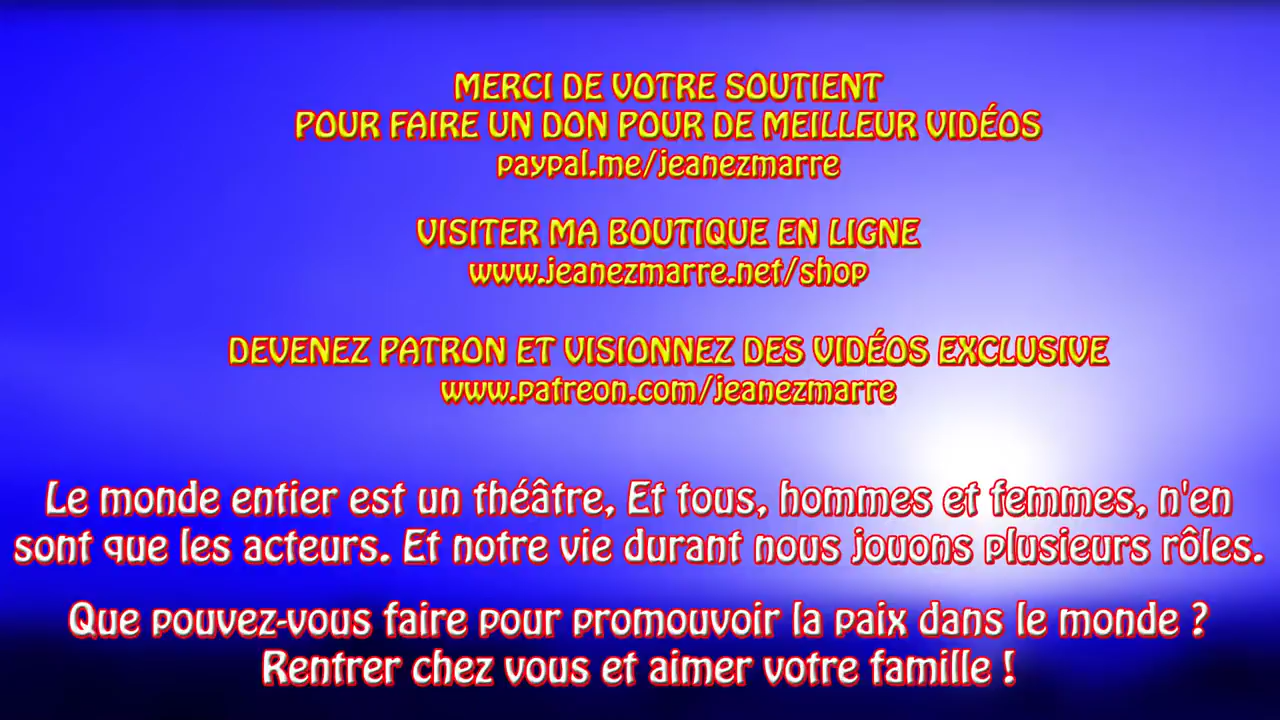 MERCI DE VOTRE SOUTIENT
POUR FAIRE UN DON POUR DE MEILLEUR VIDÉOS
paypal.me/jeanezmarre
VISITER MA BOUTIQUE EN LIGNE
www.jeanezmarre.net/shop
DEVENEZ PATRON ET VISIONNEZ DES VIDÉOS EXCLUSIVE
www.patreon.com/jeanezmarre
Le monde entier est un théâtre, Et tous, hommes et femmes, n'en
sont que les acteurs. Et notre vie durant nous jouons plusieurs rôles.
Que pouvez-vous faire pour promouvoir la paix dans le monde ?
Rentrer chez vous et aimer votre famille !